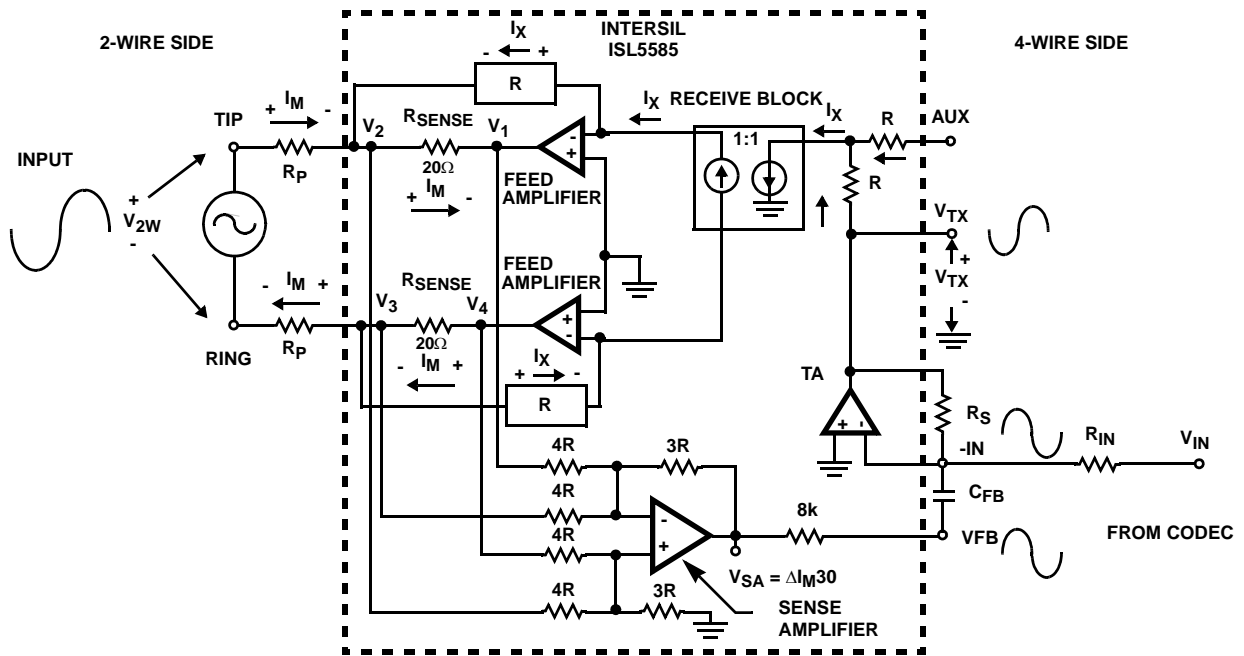 2-WIRE SIDE
INTERSIL
ISL5585
4-WIRE SIDE
IX
- +
R
INPUT
+
V2W
-
TIP
+ IM -
RP
V2
RSENSE
20Ω
+ IM -
V1
-
+
FEED
AMPLIFIER
IX
RECEIVE BLOCK
1:1
IX
R
AUX
R
VTX
+
VTX
-
RING
- IM +
RP
V3
RSENSE
20Ω
- IM +
V4
FEED
AMPLIFIER
+
-
IX
+ -
R
TA
+ -
RS
-IN
RIN
VIN
CFB
VFB
FROM CODEC
4R
3R
4R
4R
4R
3R
-
+
8k
VSA = ΔIM30
SENSE
AMPLIFIER